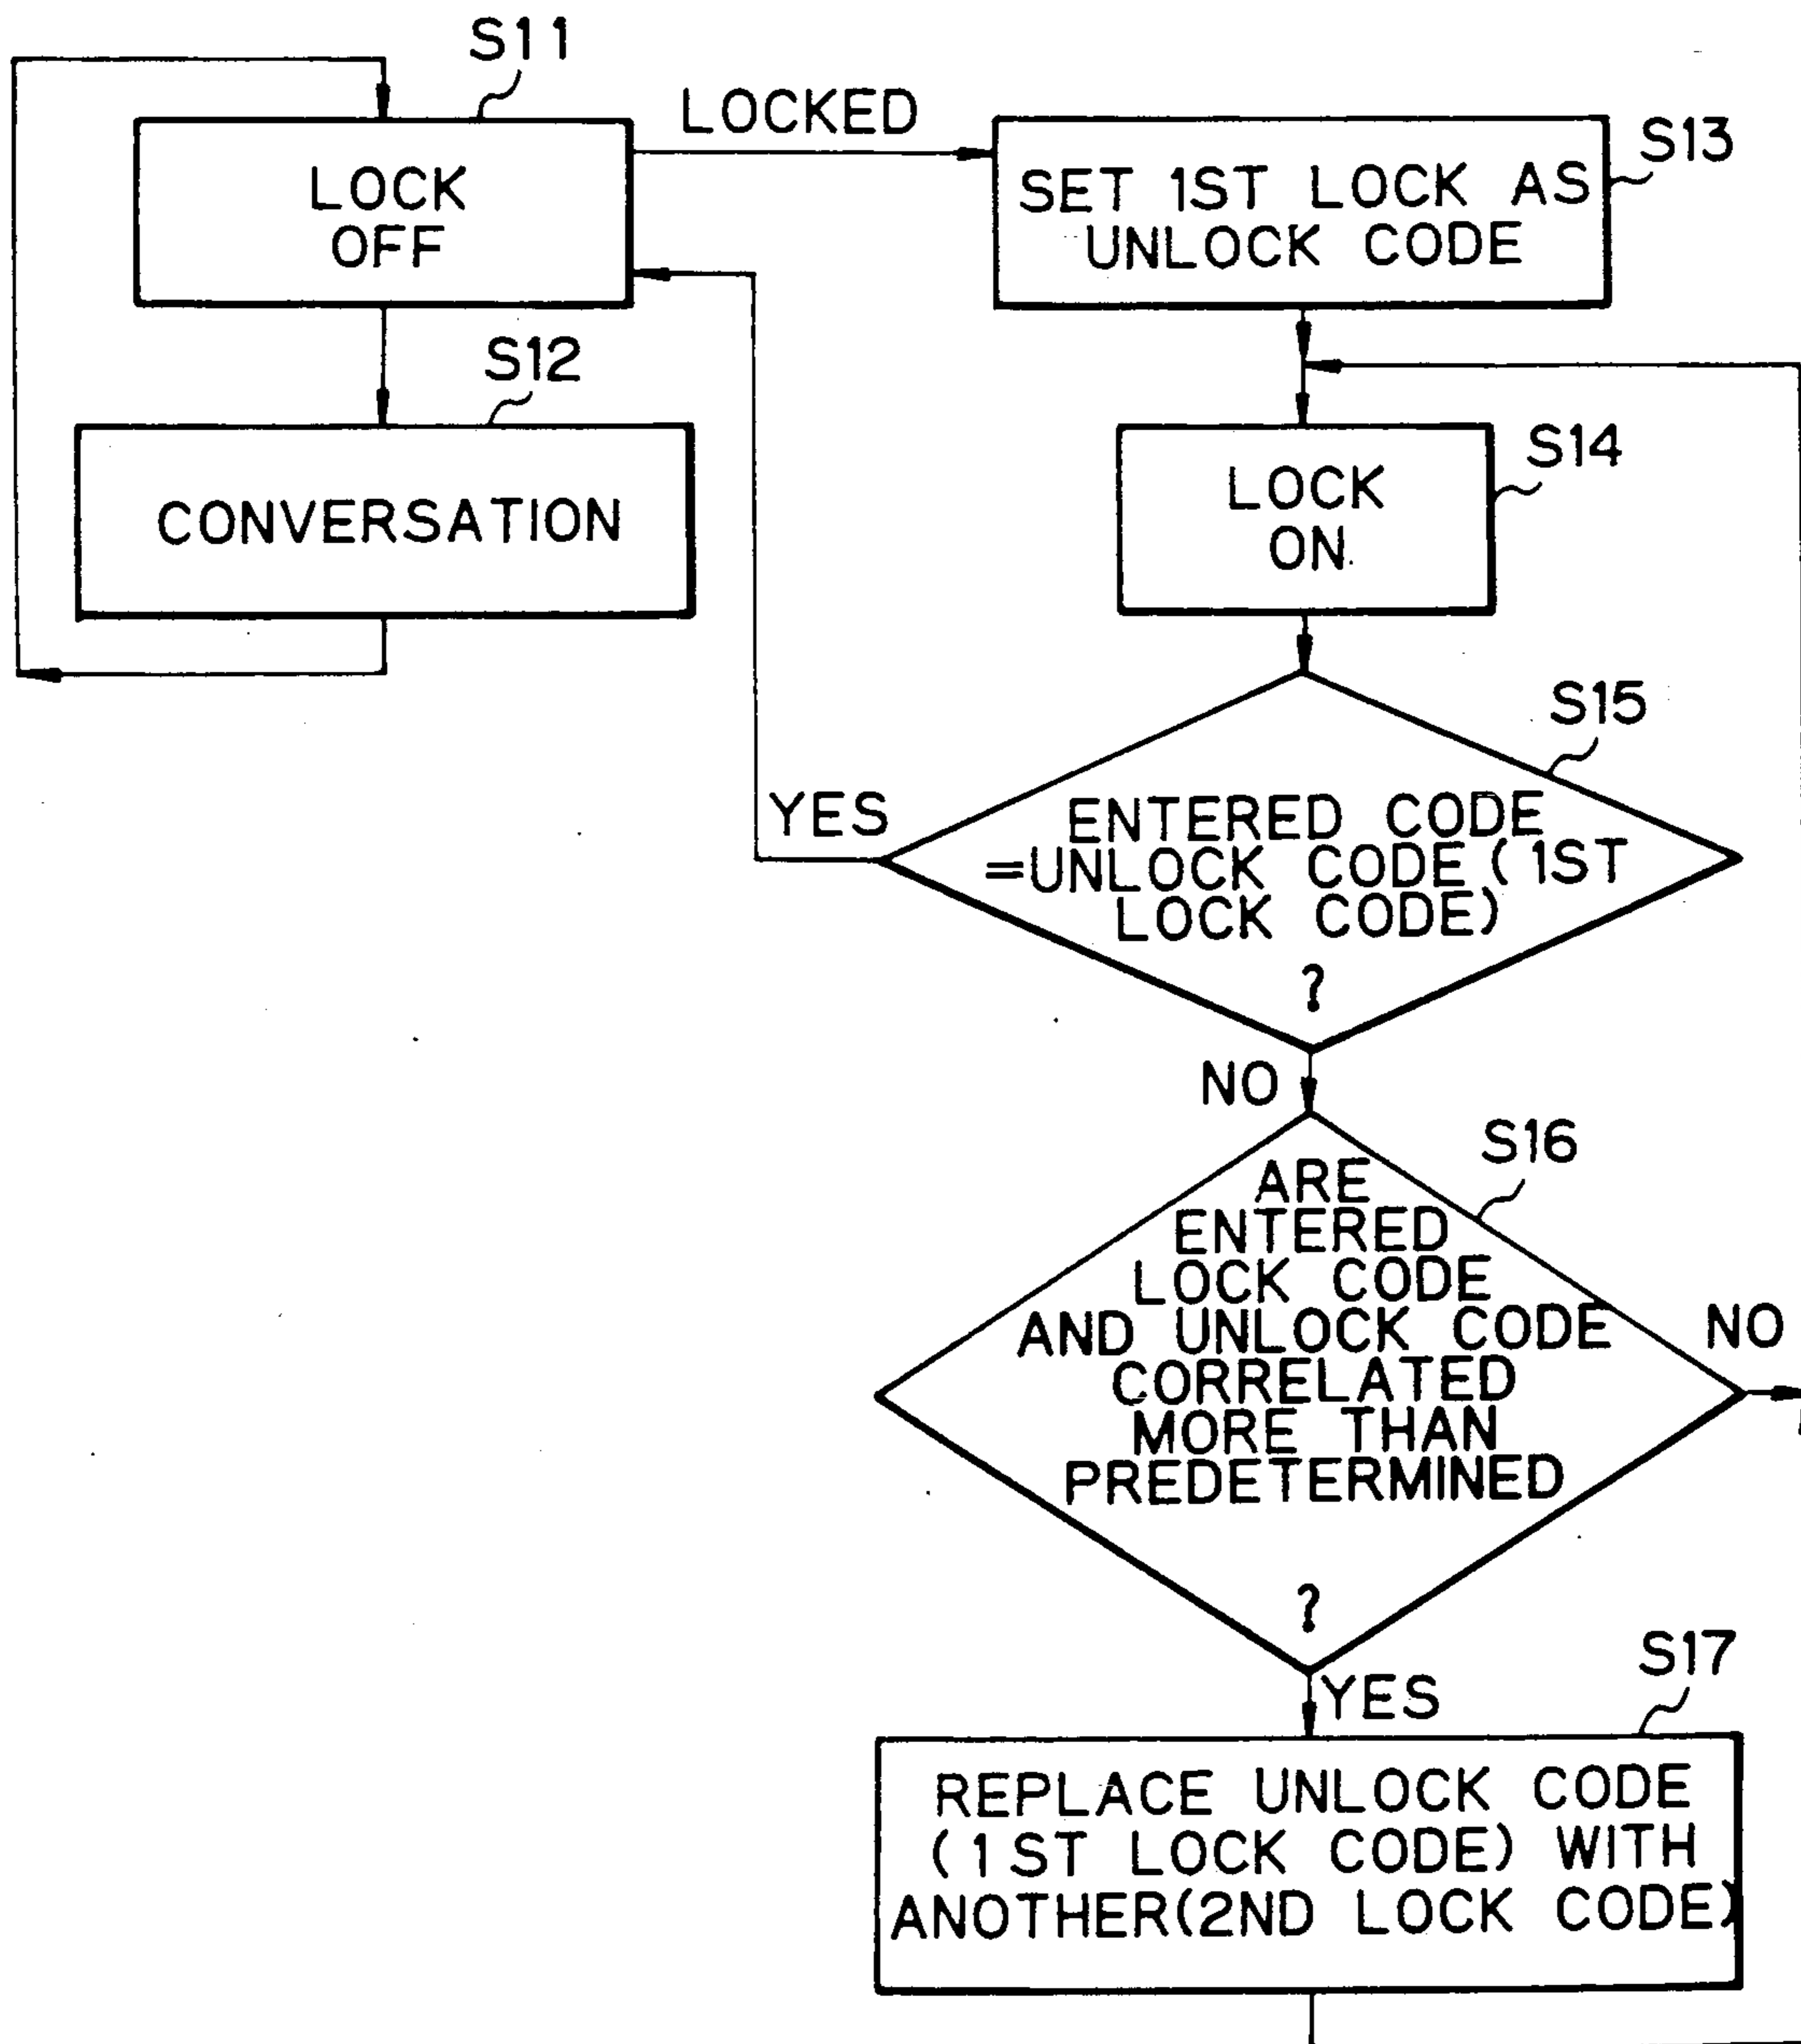 S11
LOCKED
LOCK
OFF
S13
SET 1ST LOCK AS
UNLOCK CODE
S12
CONVERSATION
S14
LOCK
ON
S15
YES
ENTERED CODE
=UNLOCK CODE (1ST
LOCK CODE)
?
NO
S16
ARE
ENTERED
LOCK CODE
AND UNLOCK CODE
CORRELATED
MORE THAN
PREDETERMINED
?
NO
YES
S17
REPLACE UNLOCK CODE
(1ST LOCK CODE) WITH
ANOTHER(2ND LOCK CODE)